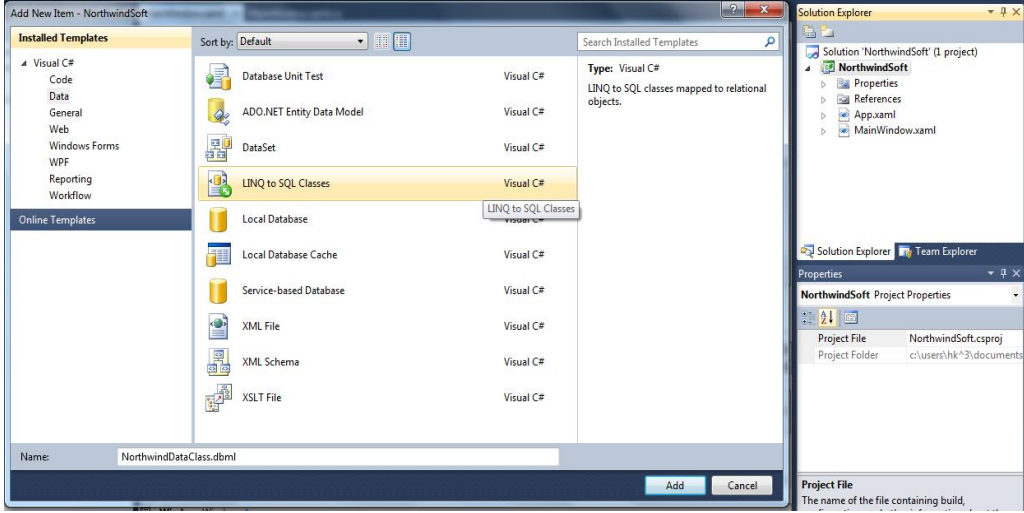 Add New Item - NorthwindSoft
Installed Templates
Visual C#
Code
Data
General
Web
Windows Forms
WPF
Reporting
Workflow
Online Templates
Sort by: Default
Search Installed Templates
Database Unit Test Visual C#
ADO.NET Entity Data Model Visual C#
DataSet Visual C#
LINQ to SQL Classes Visual C#
LINQ to SQL Classes
Local Database Visual C#
Local Database Cache Visual C#
Service-based Database Visual C#
XML File Visual C#
XML Schema Visual C#
XSLT File Visual C#
Type: Visual C#
LINQ to SQL classes mapped to relational
objects.
Name: NorthwindDataClass.dbml
Add Cancel
Solution Explorer
Solution 'NorthwindSoft' (1 project)
NorthwindSoft
Properties
References
App.xaml
MainWindow.xaml
Solution Explorer Team Explorer
Properties
NorthwindSoft Project Properties
Project File NorthwindSoft.csproj
Project Folder c:\users\hk^3\documents
Project File
The name of the file containing build,